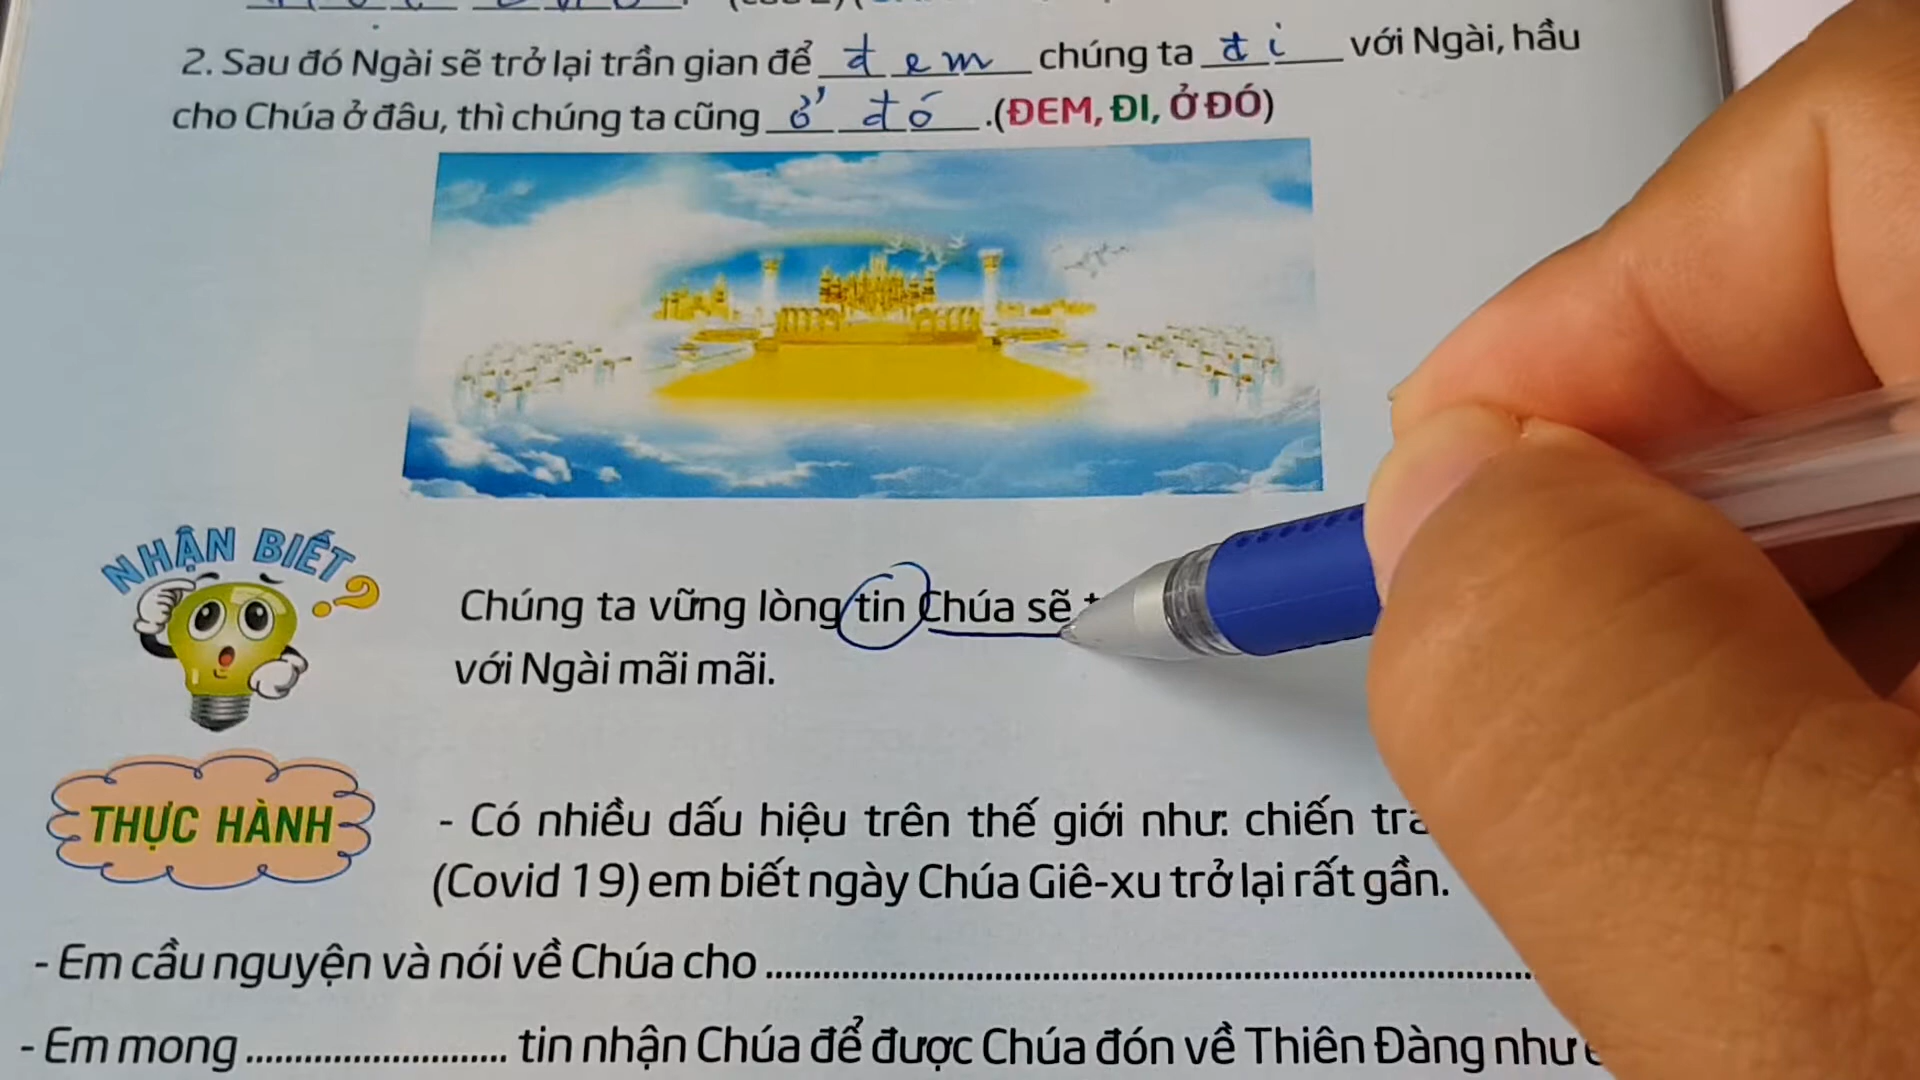 2. Sau đó Ngài sẽ trở lại trần gian để đem chúng ta đi với Ngài, hầu
cho Chúa ở đâu, thì chúng ta cũng ở đó.(ĐEM, ĐI, Ở ĐÓ)
NHẬN BIẾT?
Chúng ta vững lòng tin Chúa sẽ
với Ngài mãi mãi.
THỰC HÀNH
- Có nhiều dấu hiệu trên thế giới như: chiến
(Covid 19) em biết ngày Chúa Giê-xu trở lại rất gần.
- Em cầu nguyện và nói về Chúa cho ........................................
- Em mong .......................... tin nhận Chúa để được Chúa đón về Thiên Đàng như